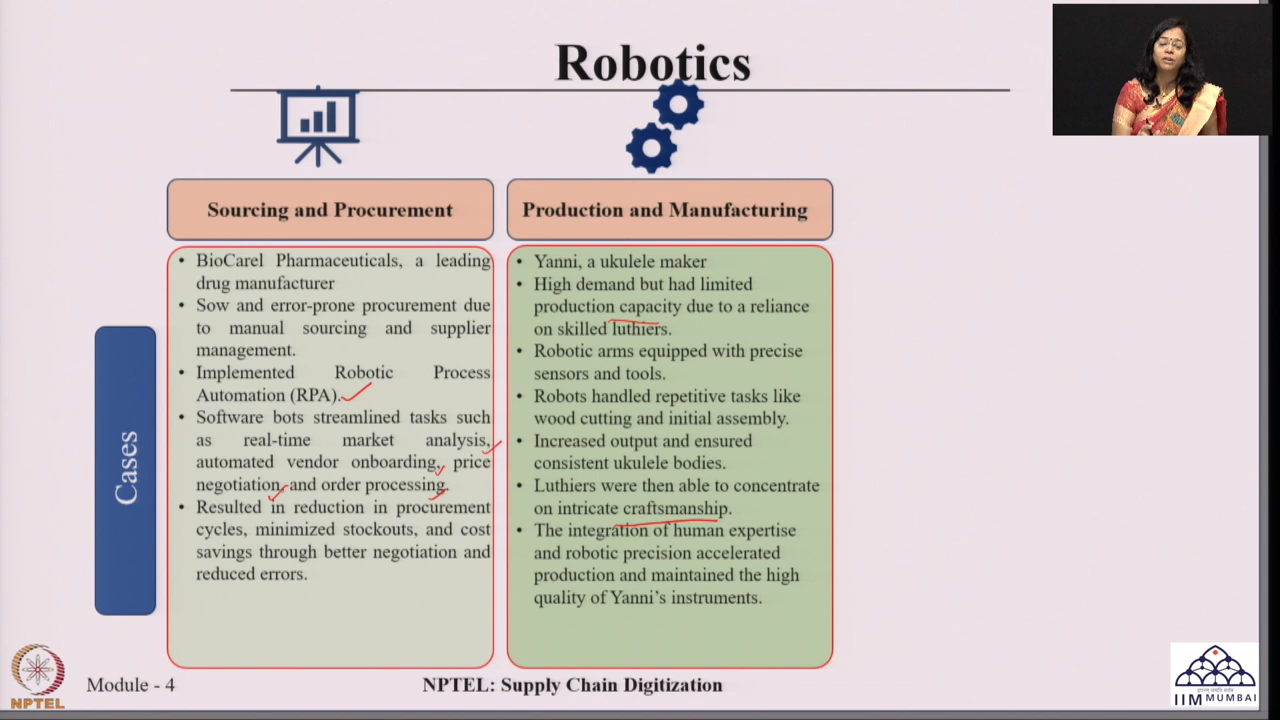 Robotics
Sourcing and Procurement
• BioCarel Pharmaceuticals, a leading
drug manufacturer
• Sow and error-prone procurement due
to manual sourcing and supplier
management.
• Implemented Robotic Process
Automation (RPA).
• Software bots streamlined tasks such
as real-time market analysis,
automated vendor onboarding, price
negotiation, and order processing.
• Resulted in reduction in procurement
cycles, minimized stockouts, and cost
savings through better negotiation and
reduced errors.
Production and Manufacturing
• Yanni, a ukulele maker
• High demand but had limited
production capacity due to a reliance
on skilled luthiers.
• Robotic arms equipped with precise
sensors and tools.
• Robots handled repetitive tasks like
wood cutting and initial assembly.
• Increased output and ensured
consistent ukulele bodies.
• Luthiers were then able to concentrate
on intricate craftsmanship.
• The integration of human expertise
and robotic precision accelerated
production and maintained the high
quality of Yanni's instruments.
Cases
NPTEL
Module - 4
NPTEL: Supply Chain Digitization
IIM MUMBAI